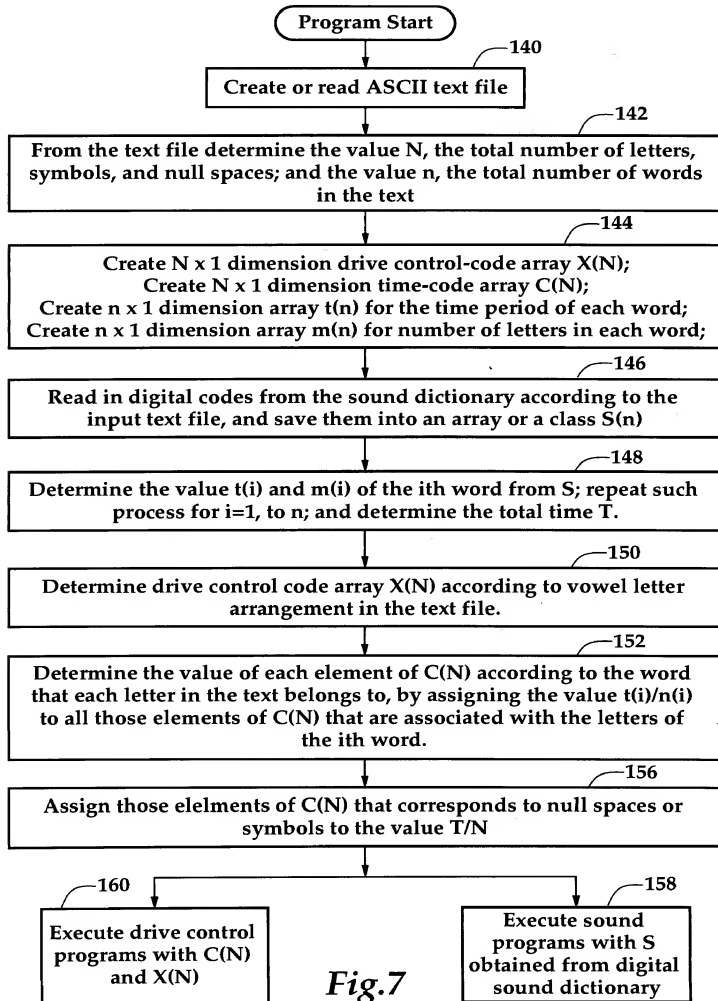 Program Start
140
Create or read ASCII text file
142
From the text file determine the value N, the total number of letters,
symbols, and null spaces; and the value n, the total number of words
in the text
144
Create N x 1 dimension drive control-code array X(N);
Create N x 1 dimension time-code array C(N);
Create n x 1 dimension array t(n) for the time period of each word;
Create n x 1 dimension array m(n) for number of letters in each word;
146
Read in digital codes from the sound dictionary according to the
input text file, and save them into an array or a class S(n)
148
Determine the value t(i) and m(i) of the ith word from S; repeat such
process for i=1, to n; and determine the total time T.
150
Determine drive control code array X(N) according to vowel letter
arrangement in the text file.
152
Determine the value of each element of C(N) according to the word
that each letter in the text belongs to, by assigning the value t(i)/n(i)
to all those elements of C(N) that are associated with the letters of
the ith word.
156
Assign those elelments of C(N) that corresponds to null spaces or
symbols to the value T/N
160
Execute drive control
programs with C(N)
and X(N)
158
Execute sound
programs with S
obtained from digital
sound dictionary
Fig.7